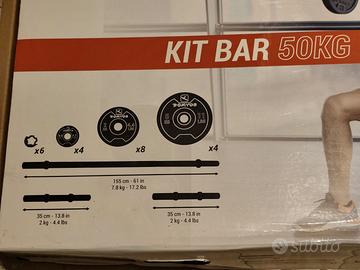 KIT BAR 50KG
DOMYOS
DOMYOS
x6
x4
x8
x4
155 cm - 61 in
7.8 kg - 17.2 lbs
35 cm - 13.8 in
2 kg - 4.4 lbs
35 cm - 13.8 in
2 kg - 4.4 lbs
subito